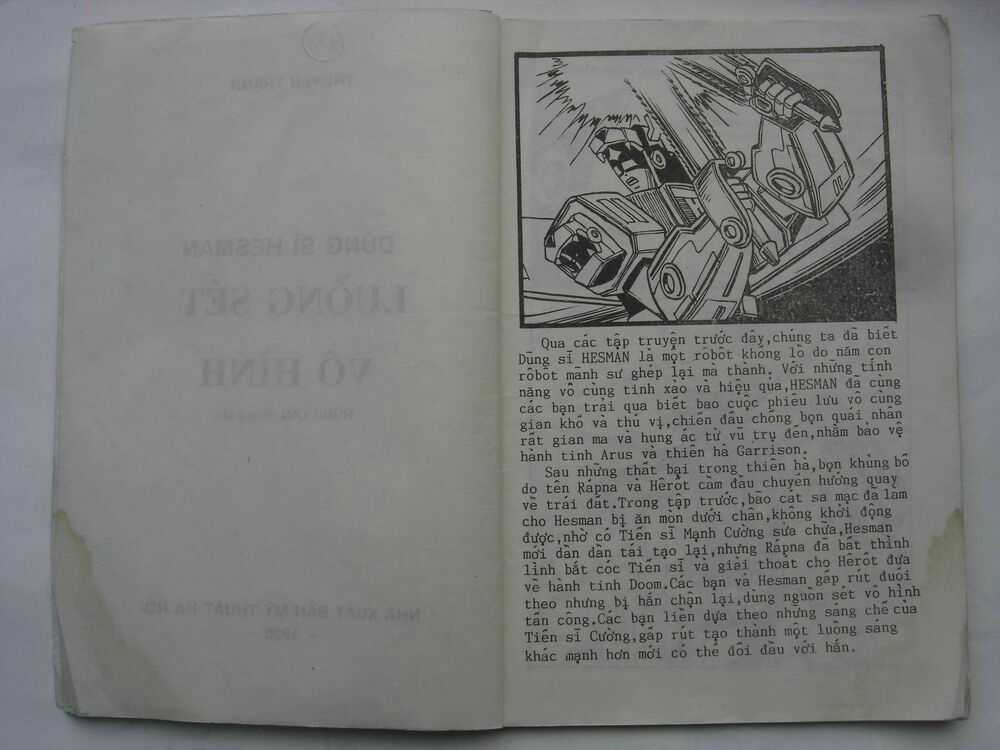 TRUYỆN TRANH
DŨNG SĨ HESMAN
LUỒNG SÉT
VÔ HÌNH
NHÀ XUẤT BẢN MỸ THUẬT HÀ NỘI
Qua các tập truyện trước đây,chúng ta đã biết
Dũng sĩ HESMAN là một rôbôt khổng lồ do năm con
rôbôt mãnh sư ghép lại mà thành. Với những tính
năng vô cùng tinh xảo và hiệu quả,HESMAN đã cùng
các bạn trải qua biết bao cuộc phiêu lưu vô cùng
gian khổ và thú vị,chiến đấu chống bọn quái nhân
rất gian ma và hung ác từ vũ trụ đến,nhằm bảo vệ
hành tinh Arus và thiên hà Garrison.
Sau những thất bại trong thiên hà,bọn khủng bố
do tên Rápna và Hêrôt cầm đầu chuyển hướng quay
về trái đất.Trong tập trước,bão cát sa mạc đã làm
cho Hesman bị ăn mòn dưới chân,không khởi động
được,nhờ có Tiến sĩ Mạnh Cường sửa chữa,Hesman
mới dần dần tái tạo lại,nhưng Rápna đã bất thình
lình bắt cóc Tiến sĩ và giải thoát cho Hêrôt đưa
về hành tinh Doom.Các bạn và Hesman gấp rút đuổi
theo nhưng bị hắn chận lại,dùng nguồn sét vô hình
tấn công.Các bạn liền dựa theo những sáng chế của
Tiến sĩ Cường,gấp rút tạo thành một luồng sáng
khác mạnh hơn mới có thể đối đầu với hắn.